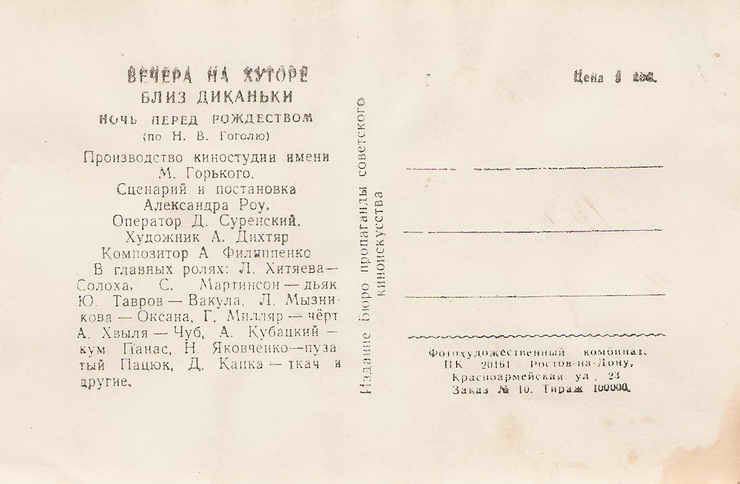 ВЕЧЕРА НА ХУТОРЕ
БЛИЗ ДИКАНЬКИ
НОЧЬ ПЕРЕД РОЖДЕСТВОМ
(по Н. В. Гоголю)
Производство киностудии имени
М. Горького.
Сценарий и постановка
Александра Роу.
Оператор Д. Суренский.
Художник А. Дихтяр
Композитор А Филиппенко
В главных ролях: Л. Хитяева—
Солоха, С. Мартинсон—дьяк
Ю. Тавров—Вакула, Л. Мызни-
кова—Оксана, Г. Милляр—чёрт
А. Хвыля—Чуб, А. Кубацкий—
кум Панас, Н. Яковченко—пуза
тый Пацюк, Д. Капка—ткач и
другие.
Издание Бюро пропаганды советского
киноискусства
Цена
Фотохудожественный комбинат,
ПК 20161 Ростов-на-Дону,
Красноармейская ул, 23
Заказ № 10. Тираж 100000.